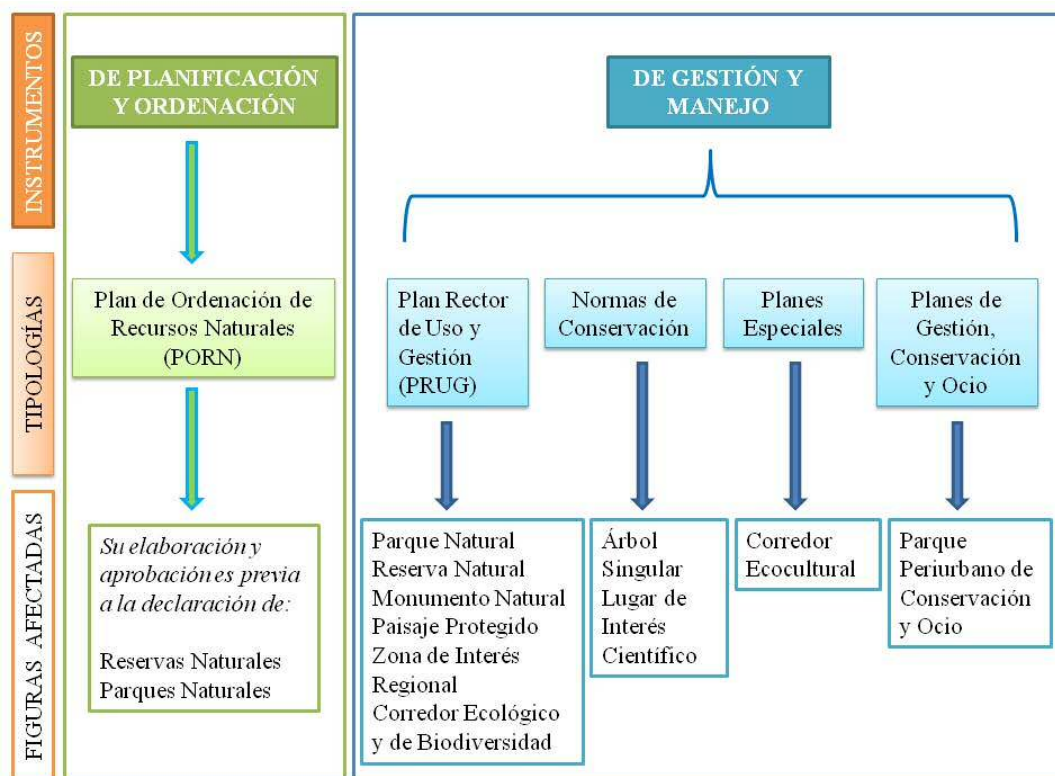 INSTRUMENTOS
DE PLANIFICACIÓN
Y ORDENACIÓN
DE GESTIÓN Y
MANEJO
TIPOLOGÍAS
Plan de Ordenación de
Recursos Naturales
(PORN)
Plan Rector
de Uso y
Gestión
(PRUG)
Normas de
Conservación
Planes
Especiales
Planes de
Gestión,
Conservación
y Ocio
FIGURAS AFECTADAS
Su elaboración y
aprobación es previa
a la declaración de:
Reservas Naturales
Parques Naturales
Parque Natural
Reserva Natural
Monumento Natural
Paisaje Protegido
Zona de Interés
Regional
Corredor Ecológico
y de Biodiversidad
Árbol
Singular
Lugar de
Interés
Científico
Corredor
Ecocultural
Parque
Periurbano de
Conservación
y Ocio